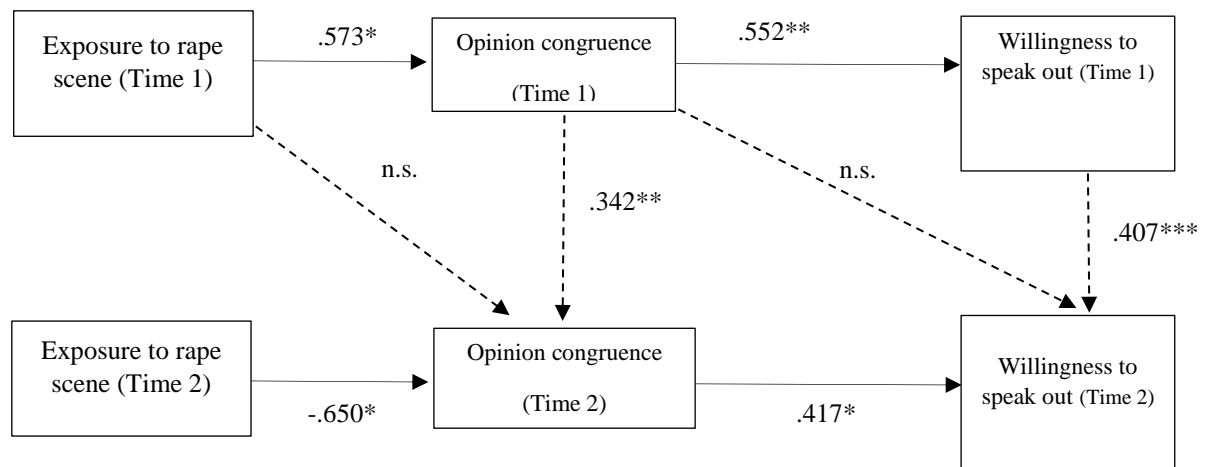 Exposure to rape
scene (Time 1)
.573*
Opinion congruence
(Time 1)
.552**
Willingness to
speak out (Time 1)
n.s.
.342**
n.s.
.407***
Exposure to rape
scene (Time 2)
-.650*
Opinion congruence
(Time 2)
.417*
Willingness to
speak out (Time 2)